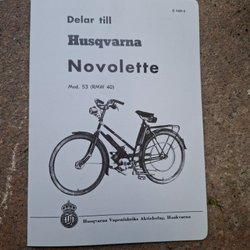 Delar till
Husqvarna
Novolette
Mod. 53 (RMW 40)
Husqvarna Vapenfabriks Aktiebolag, Huskvarna